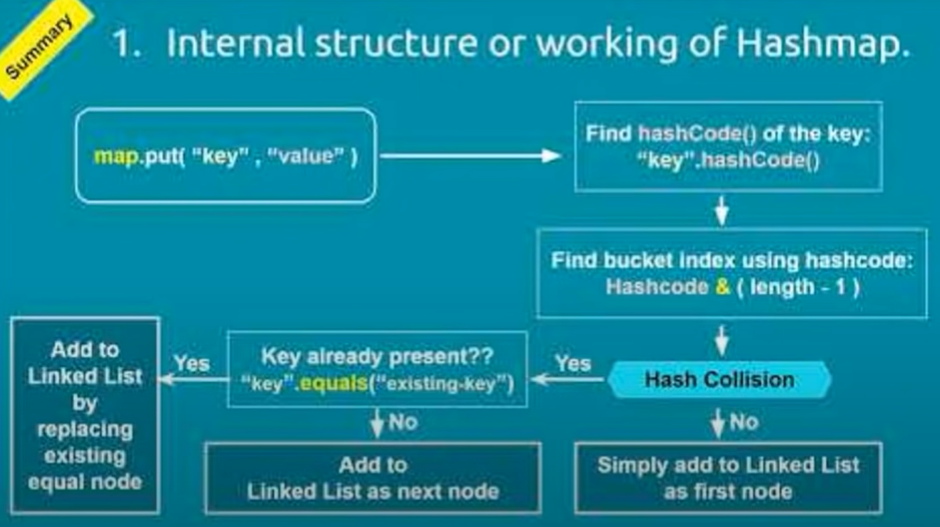 Summary
1. Internal structure or working of Hashmap.
map.put( “key” , “value” )
Find hashCode() of the key:
“key”.hashCode()
Find bucket index using hashcode:
Hashcode & ( length - 1 )
Hash Collision
Yes
No
Simply add to Linked List
as first node
Key already present??
“key”.equals(“existing-key”)
Yes
No
Add to
Linked List as next node
Add to
Linked List
by
replacing
existing
equal node